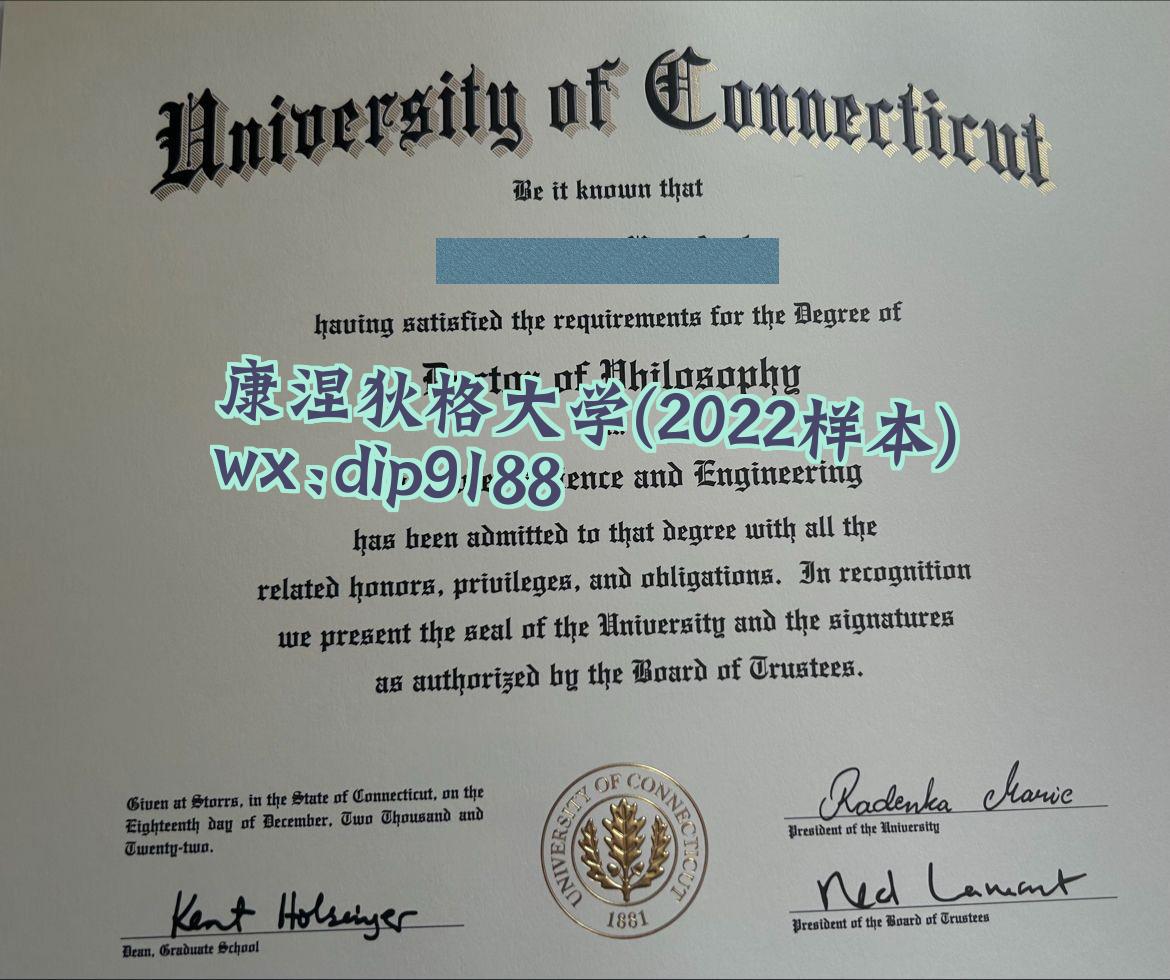 University of Connecticut
Be it known that
having satisfied the requirements for the Degree of
Doctor of Philosophy
康涅狄格大学(2022样本)
wx:dip9188
and Engineering
has been admitted to that degree with all the
related honors, privileges, and obligations. In recognition
we present the seal of the University and the signatures
as authorized by the Board of Trustees.
Given at Storrs, in the State of Connecticut, on the
Eighteenth day of December, Two Thousand and
Twenty-two.
Kent Holsinger
Dean, Graduate School
UNIVERSITY OF CONNECTICUT
1881
Radenka Maric
President of the University
Ned Lamont
President of the Board of Trustees